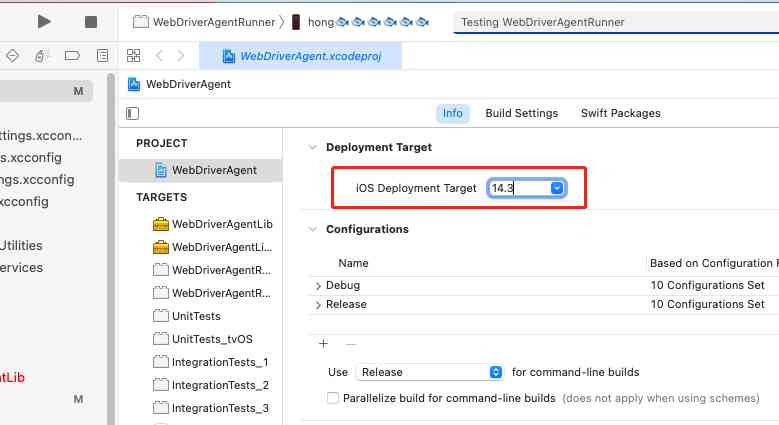 WebDriverAgentRunner 〉 hong🐟🐟🐟🐟🐟🐟
Testing WebDriverAgentRunner
WebDriverAgent.xcodeproj
M
WebDriverAgent
Info
Build Settings
Swift Packages
ttings.xccon...
s.xcconfig
ngs.xcconfig
xcconfig
Utilities
ervices
ntLib
M
PROJECT
WebDriverAgent
TARGETS
WebDriverAgentLib
WebDriverAgentLi...
WebDriverAgentR...
WebDriverAgentR...
UnitTests
UnitTests_tvOS
IntegrationTests_1
IntegrationTests_2
IntegrationTests_3
Deployment Target
iOS Deployment Target 14.3
Configurations
Name Based on Configuration F
Debug 10 Configurations Set
Release 10 Configurations Set
Use Release for command-line builds
Parallelize build for command-line builds (does not apply when using schemes)